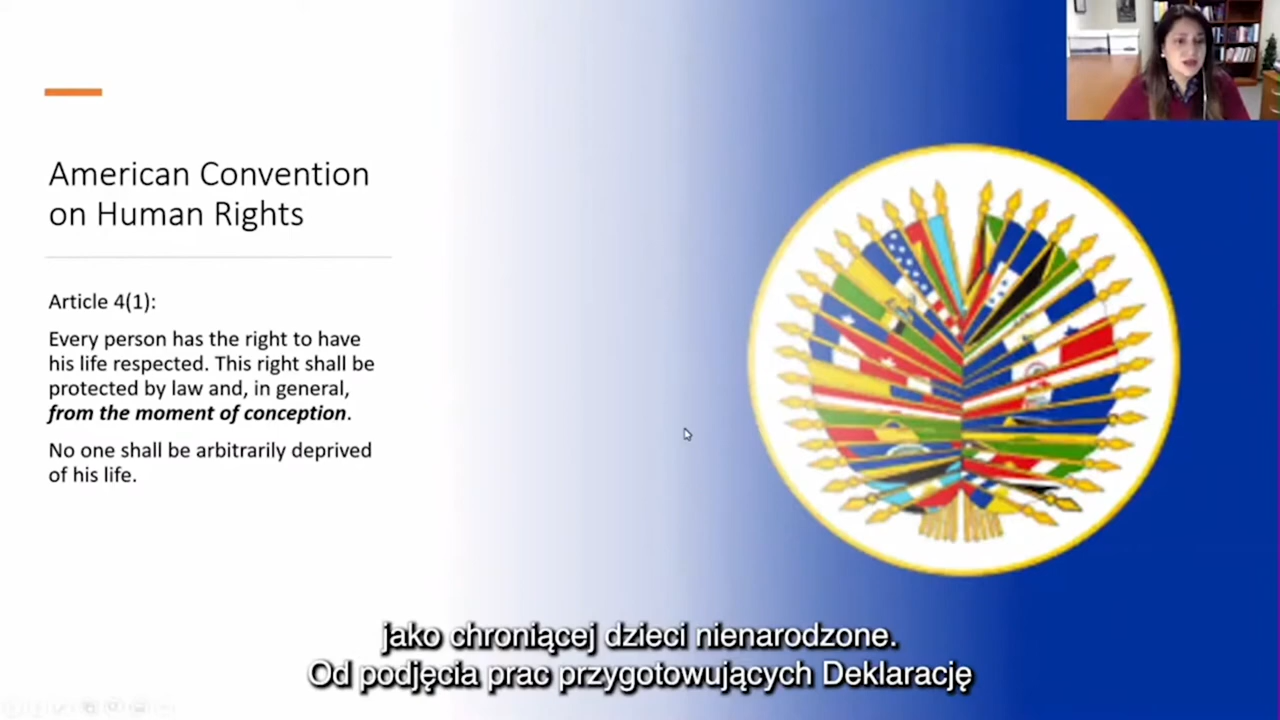 American Convention
on Human Rights
Article 4(1):
Every person has the right to have
his life respected. This right shall be
protected by law and, in general,
from the moment of conception.
No one shall be arbitrarily deprived
of his life.
jako chroniącej dzieci nienarodzone.
Od podjęcia prac przygotowujących Deklarację